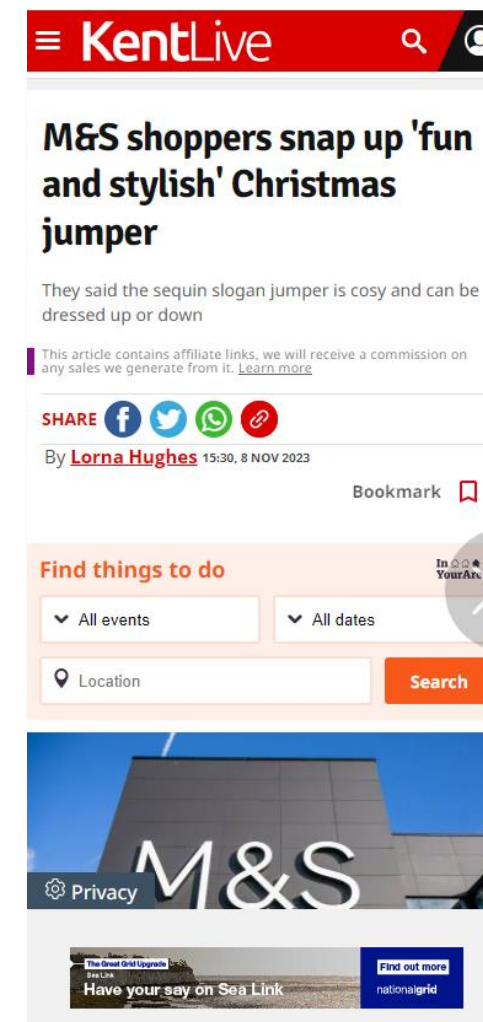 KentLive
M&S shoppers snap up 'fun
and stylish' Christmas
jumper
They said the sequin slogan jumper is cosy and can be
dressed up or down
This article contains affiliate links, we will receive a commission on
any sales we generate from it. Learn more
SHARE
By Lorna Hughes 15:30, 8 NOV 2023
Bookmark
Find things to do
In
YourAre
All events
All dates
Location
Search
M&S
Privacy
The Great Grid Upgrade
Sea Link
Have your say on Sea Link
Find out more
nationalgrid